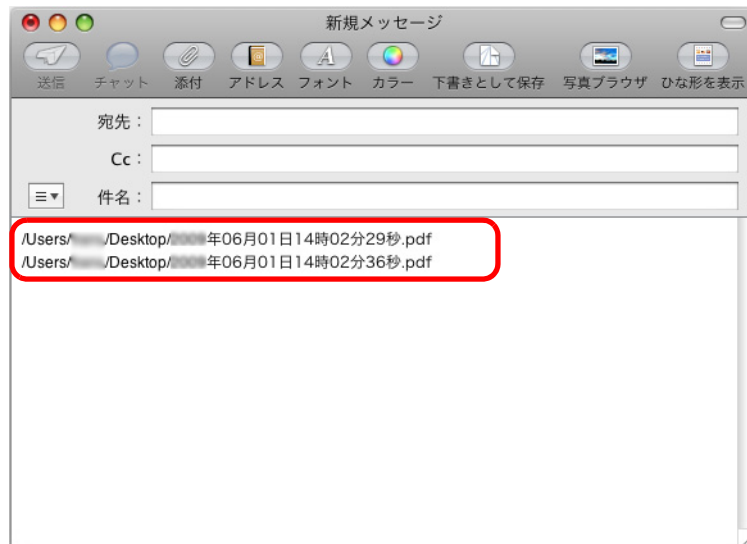 新規メッセージ
送信 チャット 添付 アドレス フォント カラー 下書きとして保存 写真ブラウザ ひな形を表示
宛先：
Cc：
件名：
/Users/ /Desktop/ 年06月01日14時02分29秒.pdf
/Users/ /Desktop/ 年06月01日14時02分36秒.pdf